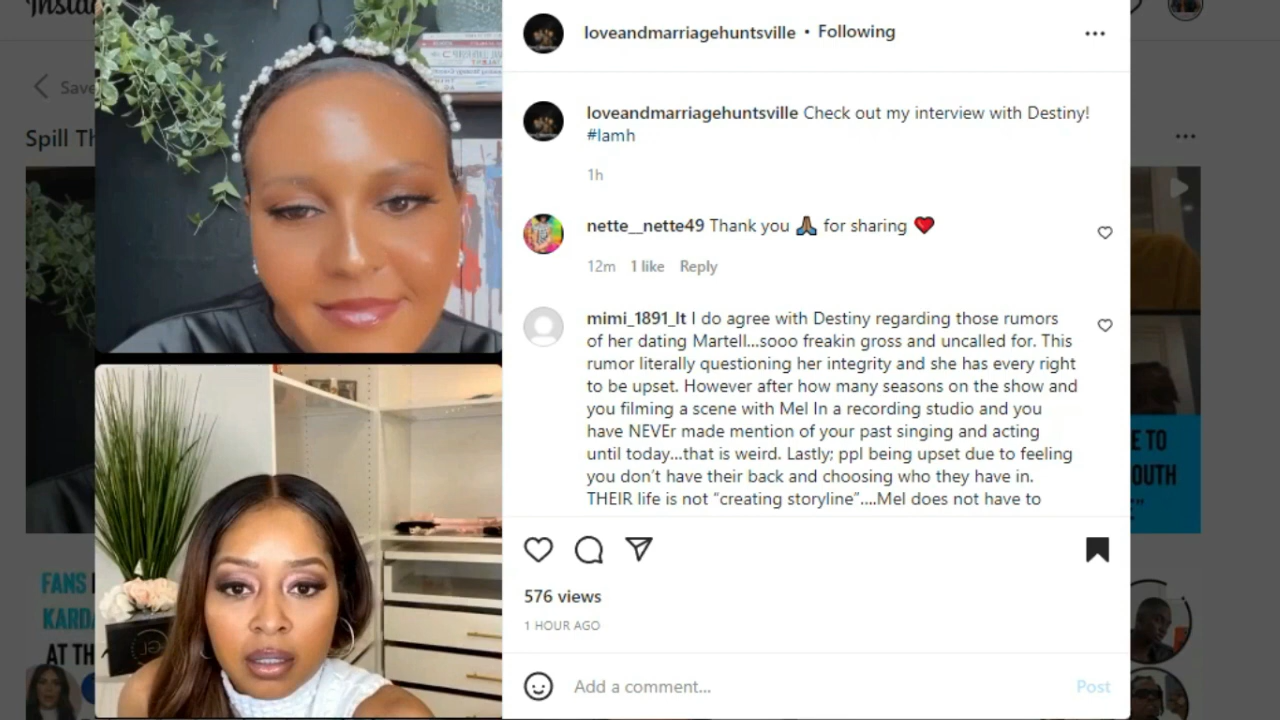 loveandmarriagehuntsville • Following
loveandmarriagehuntsville Check out my interview with Destiny!
#lamh
1h
nette__nette49 Thank you 🙏🏾 for sharing ❤️
12m 1 like Reply
mimi_1891_lt I do agree with Destiny regarding those rumors
of her dating Martell...sooo freakin gross and uncalled for. This
rumor literally questioning her integrity and she has every right
to be upset. However after how many seasons on the show and
you filming a scene with Mel In a recording studio and you
have NEVEr made mention of your past singing and acting
until today...that is weird. Lastly; ppl being upset due to feeling
you don’t have their back and choosing who they have in.
THEIR life is not “creating storyline”....Mel does not have to
576 views
1 HOUR AGO
Add a comment...
Post
Save
Spill Th
FANS
KARDA
AT TH
E TO
OUTH